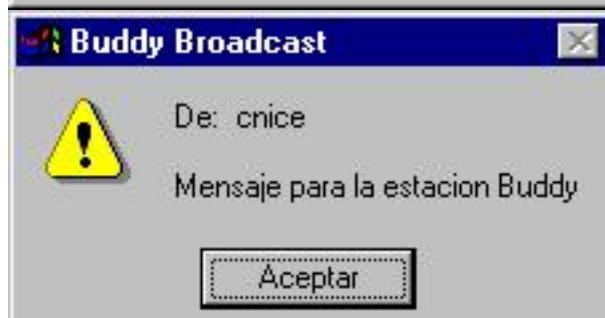 Buddy Broadcast
De: cnice
Mensaje para la estacion Buddy
Aceptar